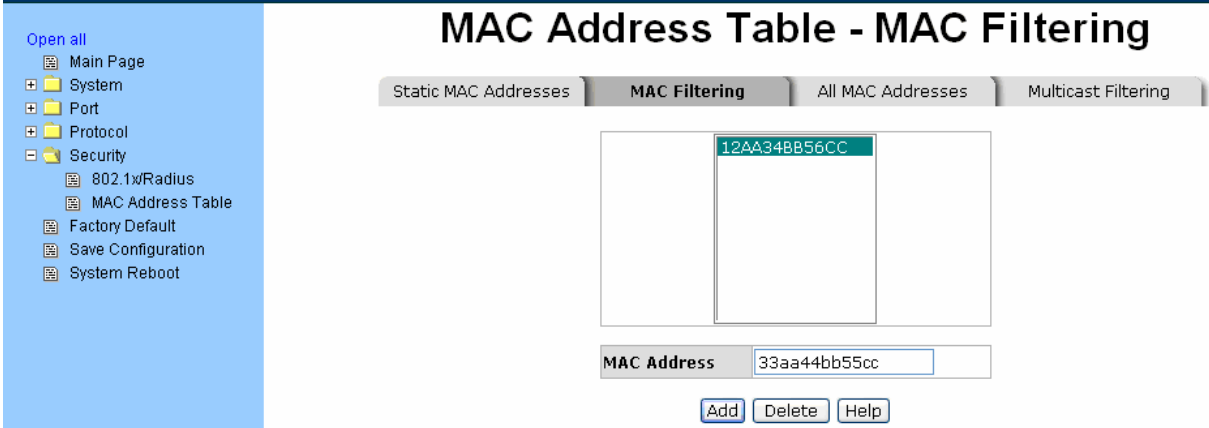 MAC Address Table - MAC Filtering
Open all
Main Page
System
Port
Protocol
Security
802.1x/Radius
MAC Address Table
Factory Default
Save Configuration
System Reboot
Static MAC Addresses MAC Filtering All MAC Addresses Multicast Filtering
12AA34BB56CC
MAC Address 33aa44bb55cc
Add Delete Help